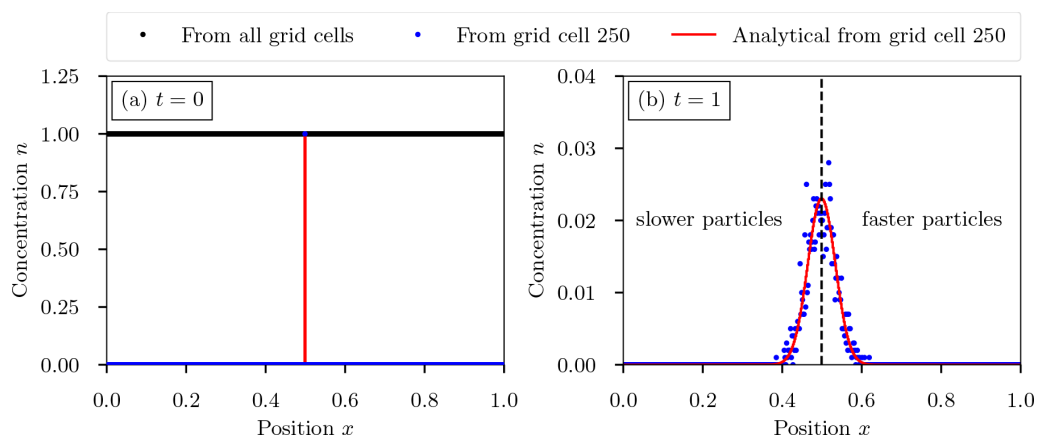 From all grid cells From grid cell 250 Analytical from grid cell 250
(a) t = 0
Concentration n
1.25
1.00
0.75
0.50
0.25
0.00
0.0 0.2 0.4 0.6 0.8 1.0
Position x
(b) t = 1
Concentration n
0.04
0.03
0.02
0.01
0.00
slower particles faster particles
0.0 0.2 0.4 0.6 0.8 1.0
Position x